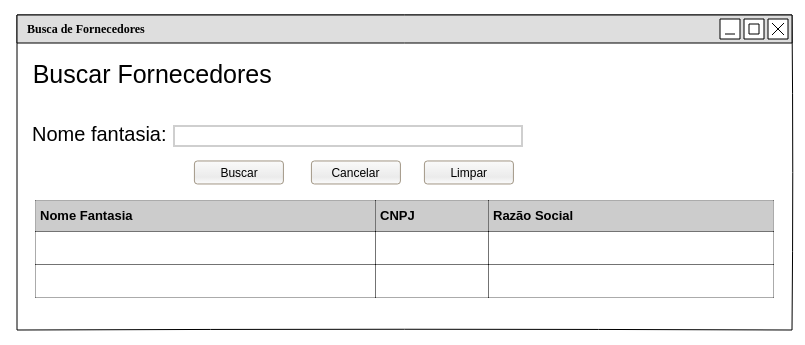 Busca de Fornecedores
Buscar Fornecedores
Nome fantasia:
Buscar Cancelar Limpar
Nome Fantasia CNPJ Razão Social